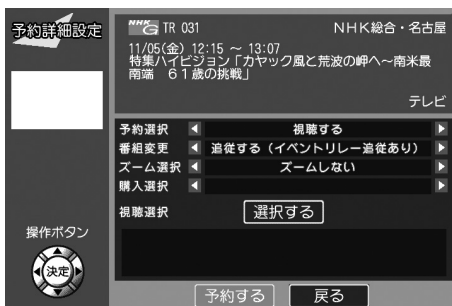 予約詳細設定
NHK G TR 031 NHK総合・名古屋
11/05(金) 12:15 ～ 13:07
特集ハイビジョン「カヤック風と荒波の岬へ～南米最
南端 61歳の挑戦」
テレビ
予約選択 視聴する
番組変更 追従する（イベントリレー追従あり）
ズーム選択 ズームしない
購入選択
視聴選択 選択する
操作ボタン
決定
予約する 戻る